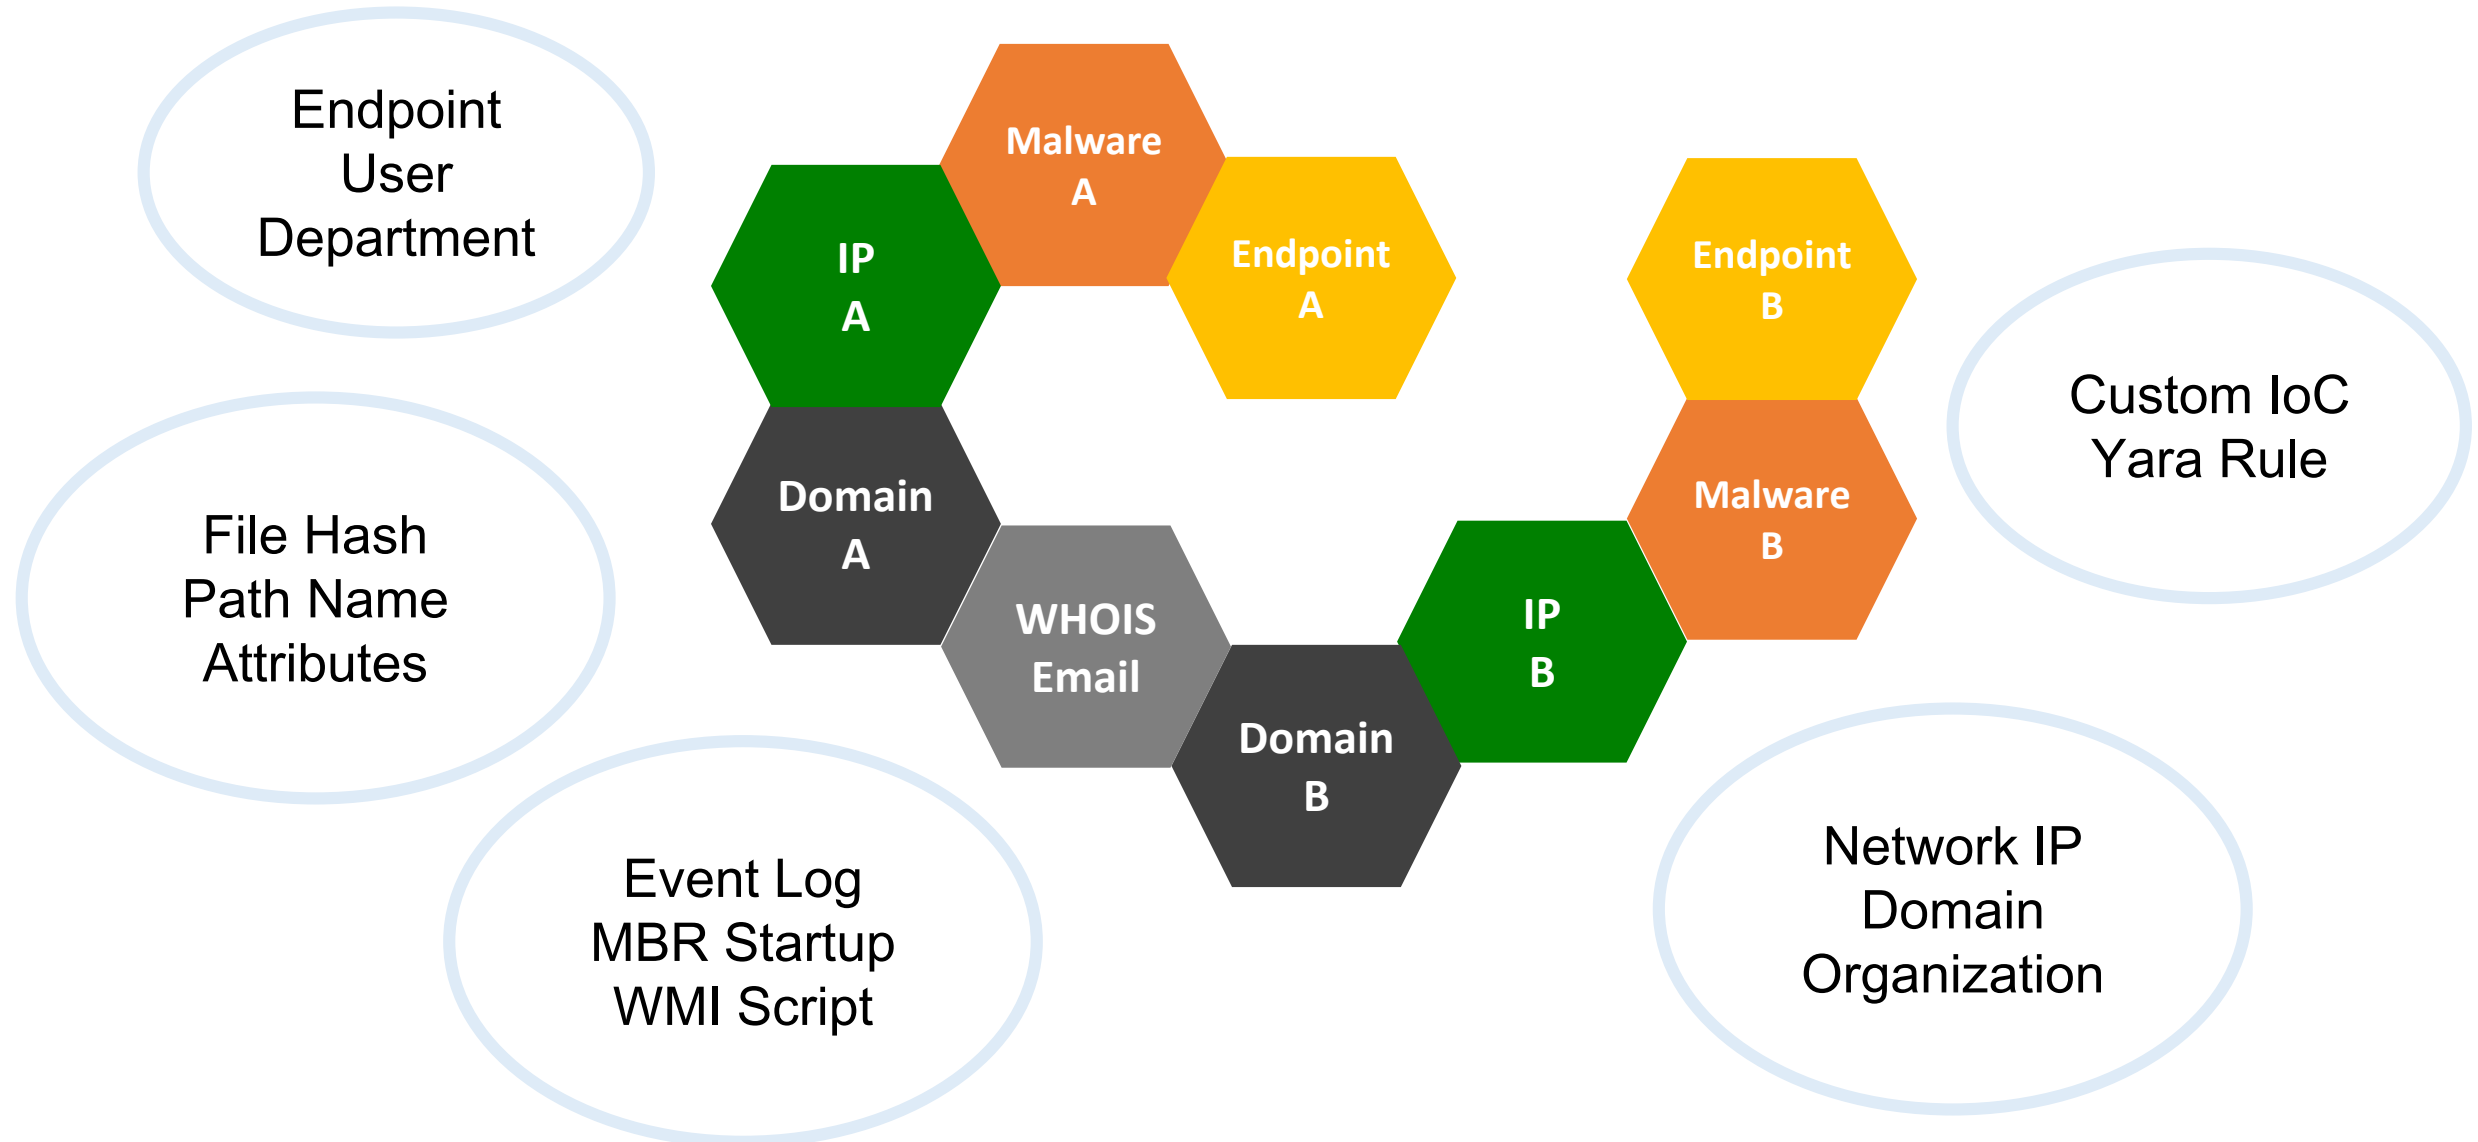 Endpoint
User
Department
Malware
A
IP
A
Endpoint
A
Endpoint
B
Custom IoC
Yara Rule
File Hash
Path Name
Attributes
Domain
A
Malware
B
WHOIS
Email
IP
B
Domain
B
Event Log
MBR Startup
WMI Script
Network IP
Domain
Organization